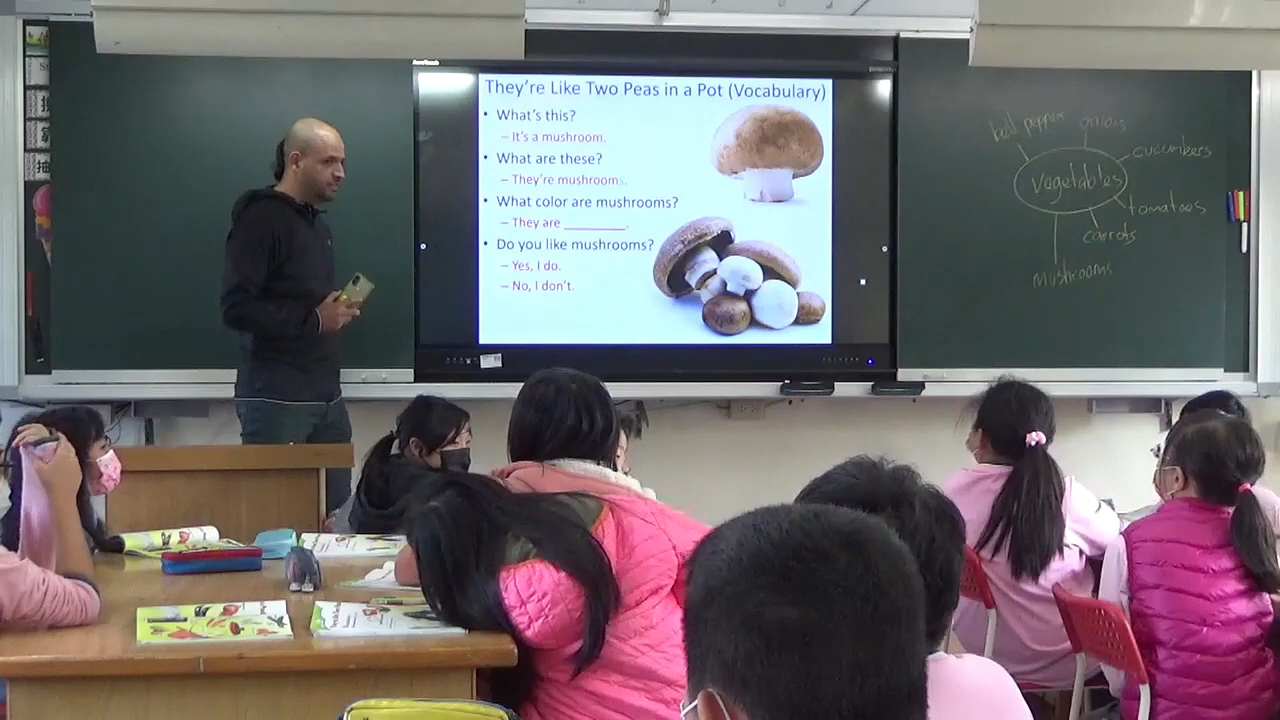 They're Like Two Peas in a Pot (Vocabulary)
• What's this?
– It's a mushroom.
• What are these?
– They're mushrooms.
• What color are mushrooms?
– They are ________.
• Do you like mushrooms?
– Yes, I do.
– No, I don't.
bell peppers
onions
cucumbers
vegetables
tomatoes
carrots
mushrooms